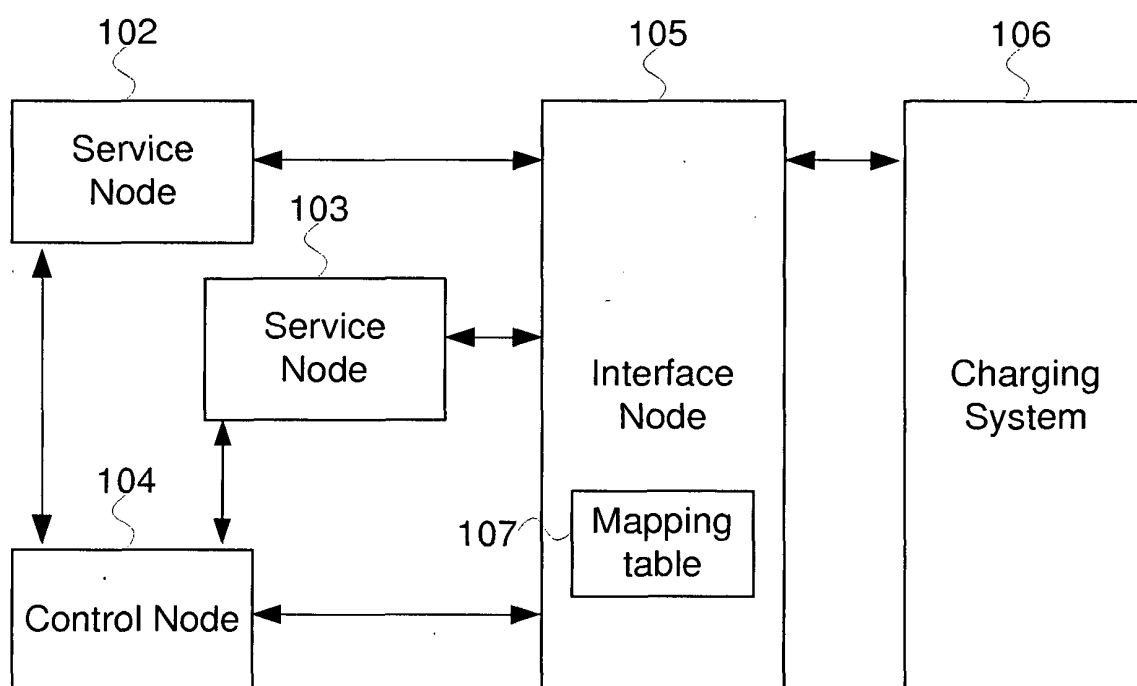 102
105
106
Service
Node
103
Service
Node
Interface
Node
Charging
System
104
107
Mapping
table
Control Node